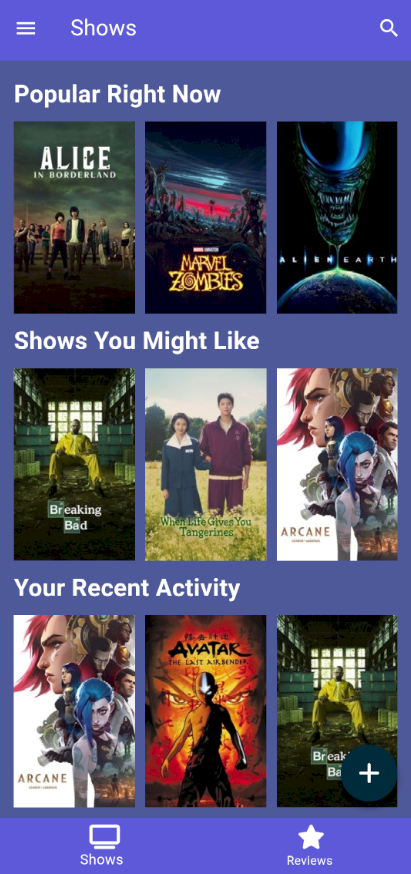 Shows
Popular Right Now
ALICE
IN BORDERLAND
MARVEL
ZOMBIES
ALIEN EARTH
Shows You Might Like
Breaking
Bad
When Life Gives You
Tangerines
ARCANE
Your Recent Activity
ARCANE
AVATAR
THE LAST AIRBENDER
Breaki
Ba
Shows
Reviews